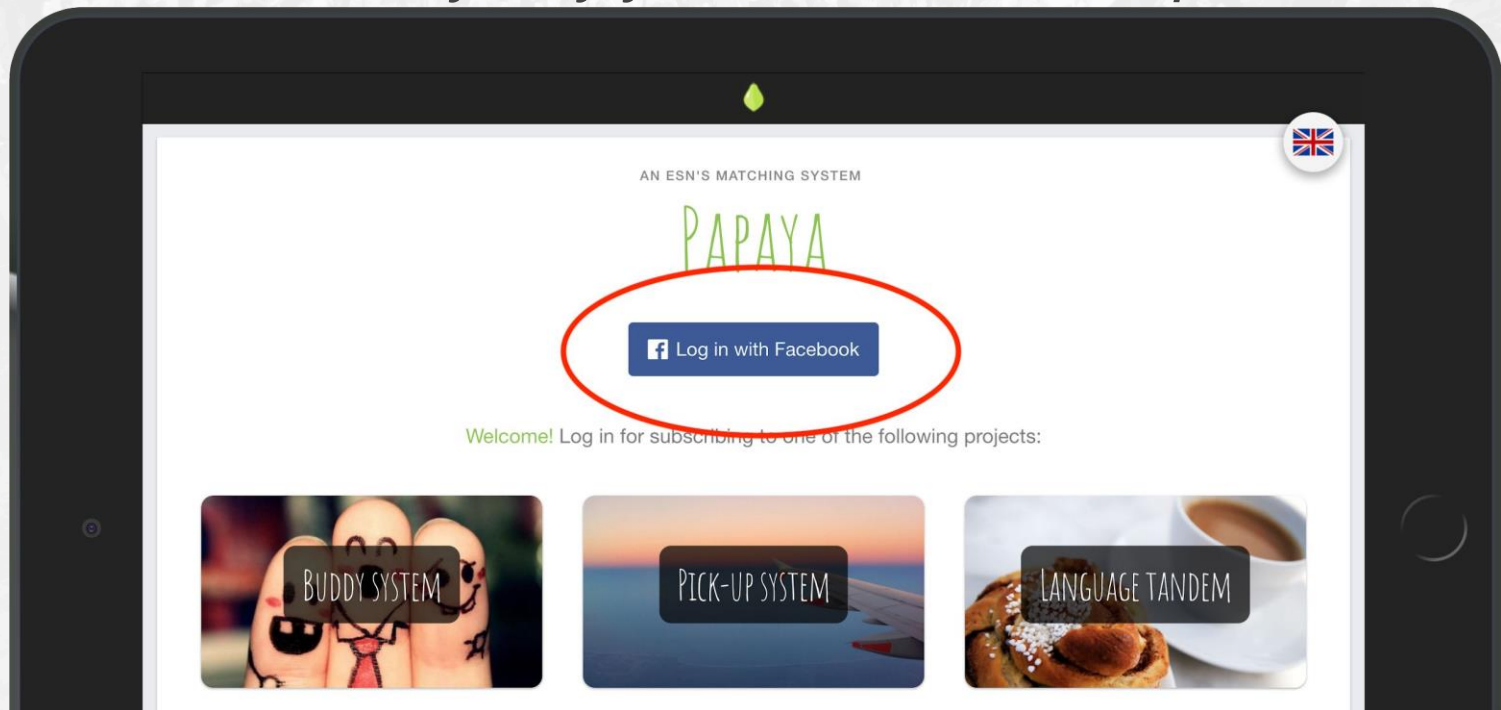 AN ESN'S MATCHING SYSTEM
PAPAYA
Log in with Facebook
Welcome! Log in for subscribing to one of the following projects:
BUDDY SYSTEM
PICK-UP SYSTEM
LANGUAGE TANDEM